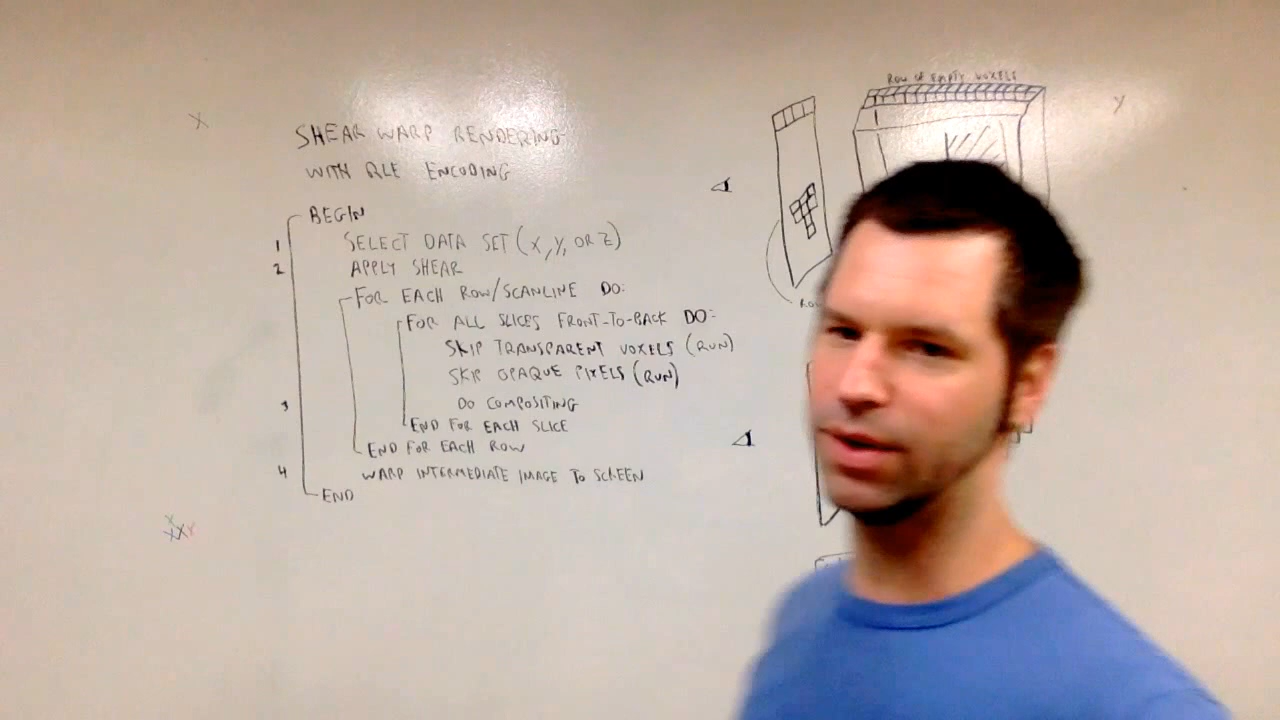 Row of Empty Voxels
X
Y
SHEAR WARP RENDERING
WITH RLE ENCODING
BEGIN
1 SELECT DATA SET (X, Y, OR Z)
2 APPLY SHEAR
FOR EACH ROW/SCANLINE DO:
FOR ALL SLICES FRONT-TO-BACK DO:
SKIP TRANSPARENT VOXELS (RUN)
SKIP OPAQUE PIXELS (RUN)
3 DO COMPOSITING
END FOR EACH SLICE
END FOR EACH ROW
4 WARP INTERMEDIATE IMAGE TO SCREEN
END
X
XXY